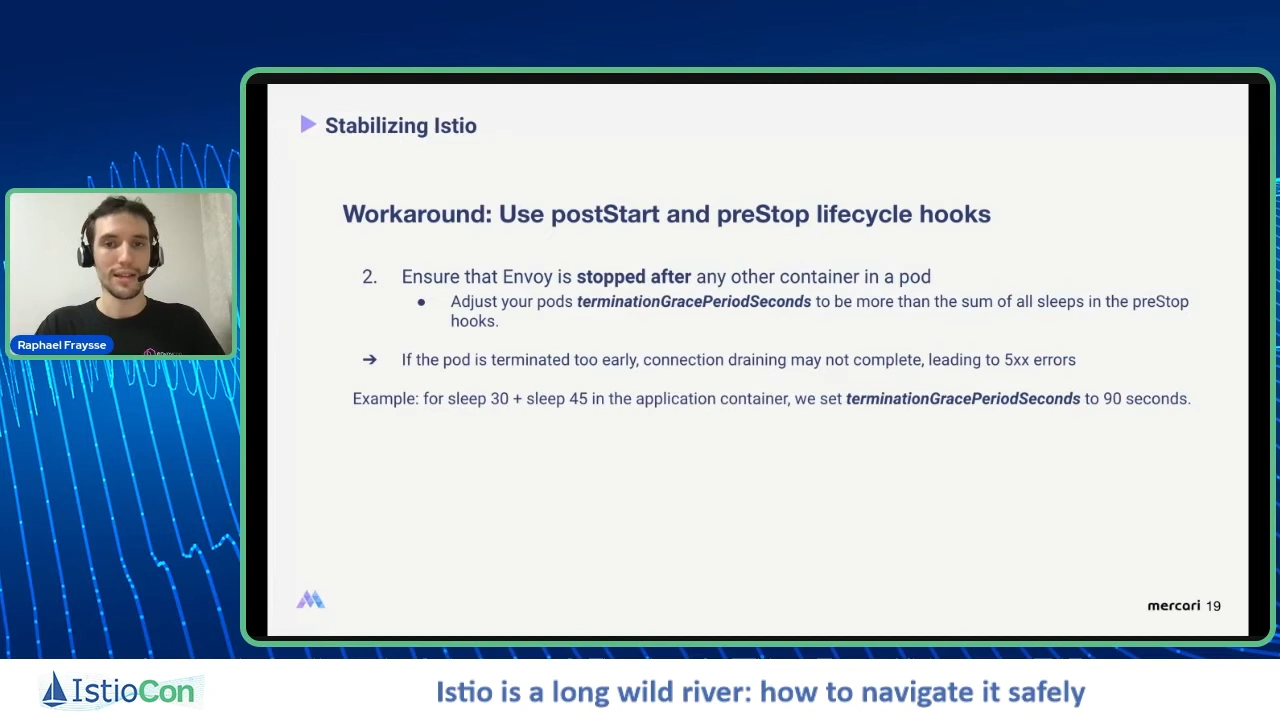 Stabilizing Istio
Workaround: Use postStart and preStop lifecycle hooks
2. Ensure that Envoy is stopped after any other container in a pod
● Adjust your pods terminationGracePeriodSeconds to be more than the sum of all sleeps in the preStop
hooks.
➔ If the pod is terminated too early, connection draining may not complete, leading to 5xx errors
Example: for sleep 30 + sleep 45 in the application container, we set terminationGracePeriodSeconds to 90 seconds.
Raphael Fraysse
mercari 19
IstioCon
Istio is a long wild river: how to navigate it safely